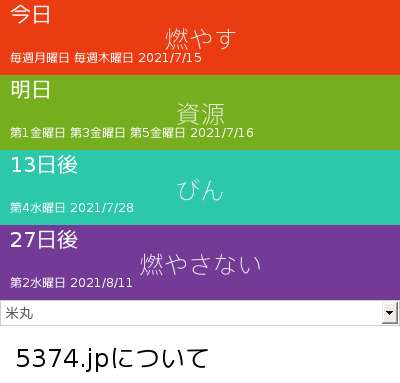 今日
燃やす
毎週月曜日 毎週木曜日 2021/7/15
明日
資源
第1金曜日 第3金曜日 第5金曜日 2021/7/16
13日後
びん
第4水曜日 2021/7/28
27日後
燃やさない
第2水曜日 2021/8/11
米丸
5374.jpについて